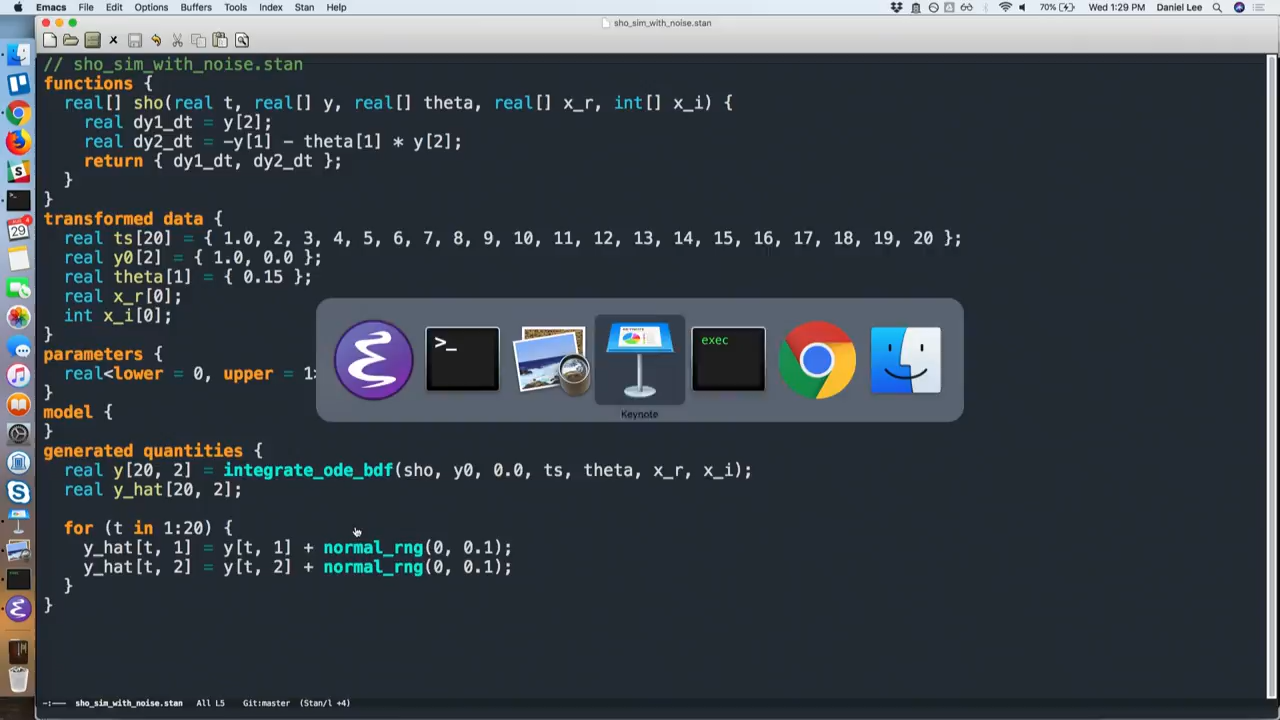 Emacs File Edit Options Buffers Tools Index Stan Help 70% Wed 1:29 PM Daniel Lee
sho_sim_with_noise.stan
// sho_sim_with_noise.stan
functions {
real[] sho(real t, real[] y, real[] theta, real[] x_r, int[] x_i) {
real dy1_dt = y[2];
real dy2_dt = -y[1] - theta[1] * y[2];
return { dy1_dt, dy2_dt };
}
}
transformed data {
real ts[20] = { 1.0, 2, 3, 4, 5, 6, 7, 8, 9, 10, 11, 12, 13, 14, 15, 16, 17, 18, 19, 20 };
real y0[2] = { 1.0, 0.0 };
real theta[1] = { 0.15 };
real x_r[0];
int x_i[0];
}
parameters {
real<lower = 0, upper = 1>
}
model {
}
>_
exec
Keynote
generated quantities {
real y[20, 2] = integrate_ode_bdf(sho, y0, 0.0, ts, theta, x_r, x_i);
real y_hat[20, 2];
for (t in 1:20) {
y_hat[t, 1] = y[t, 1] + normal_rng(0, 0.1);
y_hat[t, 2] = y[t, 2] + normal_rng(0, 0.1);
}
}
-:--- sho_sim_with_noise.stan All L5 Git:master (Stan/l +4)